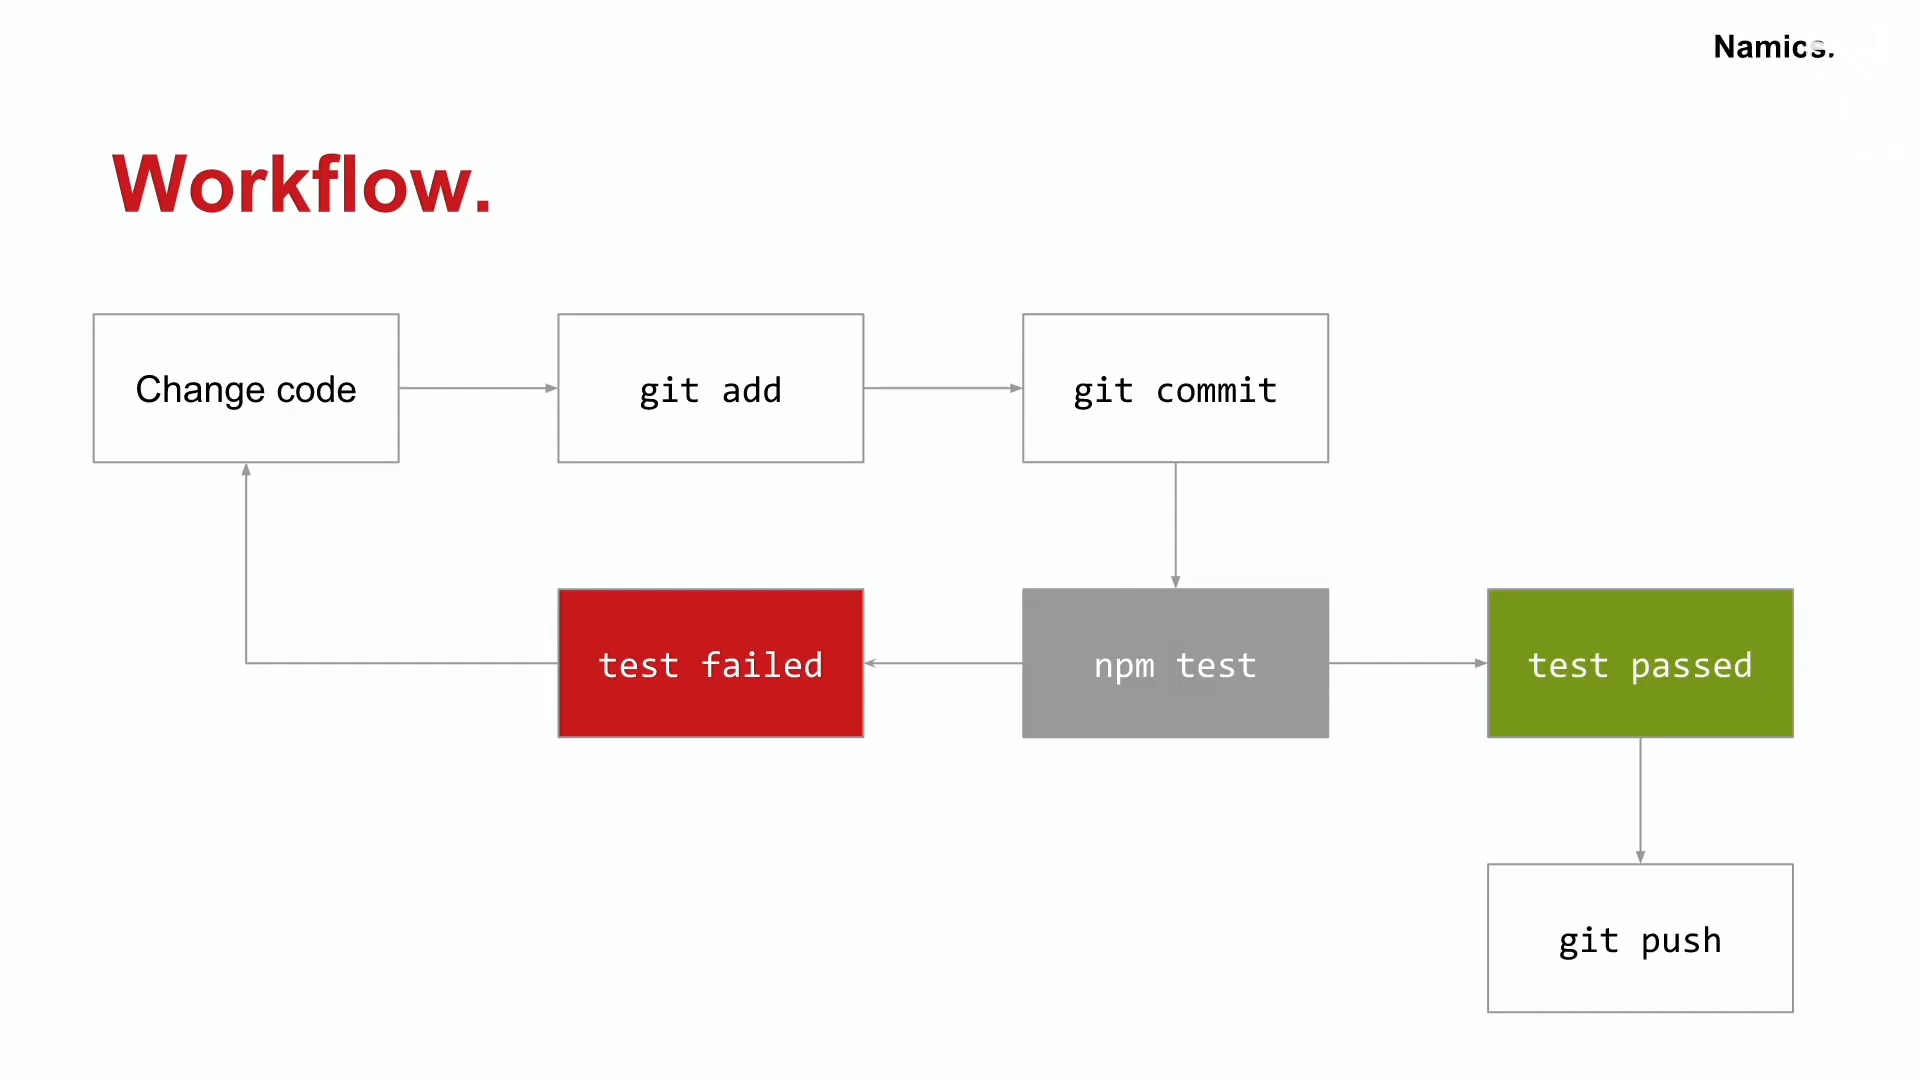 Namics.
Workflow.
Change code
git add
git commit
test failed
npm test
test passed
git push